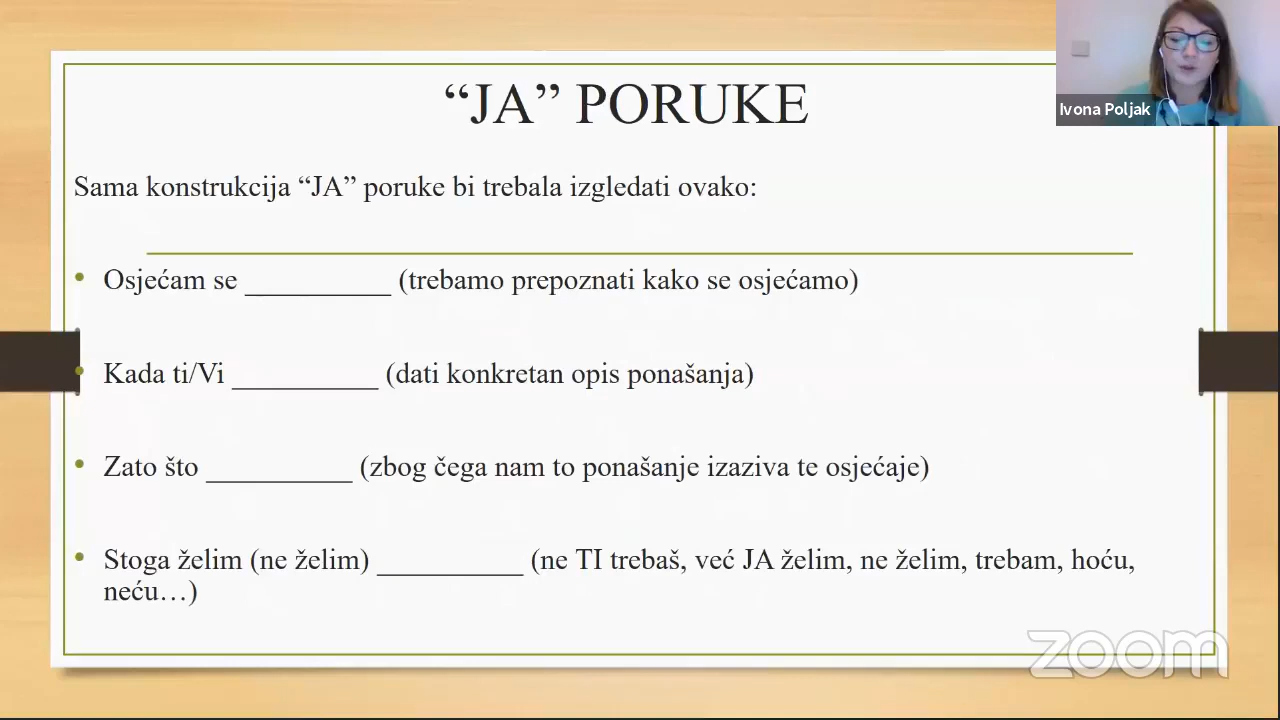 “JA” PORUKE
Ivona Poljak
Sama konstrukcija “JA” poruke bi trebala izgledati ovako:
• Osjećam se __________ (trebamo prepoznati kako se osjećamo)
• Kada ti/Vi __________ (dati konkretan opis ponašanja)
• Zato što __________ (zbog čega nam to ponašanje izaziva te osjećaje)
• Stoga želim (ne želim) __________ (ne TI trebaš, već JA želim, ne želim, trebam, hoću,
neću…)
zoom